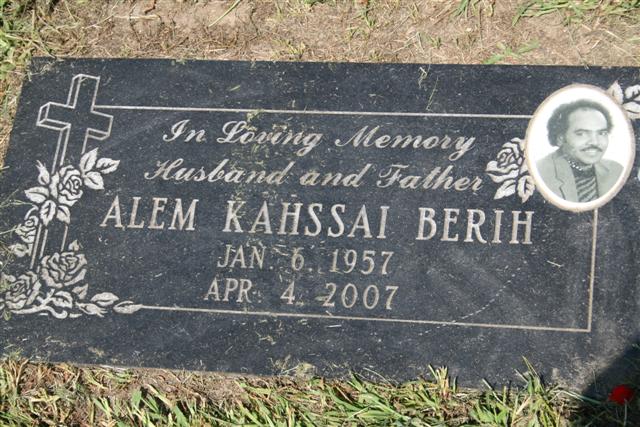 In Loving Memory
Husband and Father
ALEM KAHSSAI BERIH
JAN. 6, 1957
APR. 4, 2007